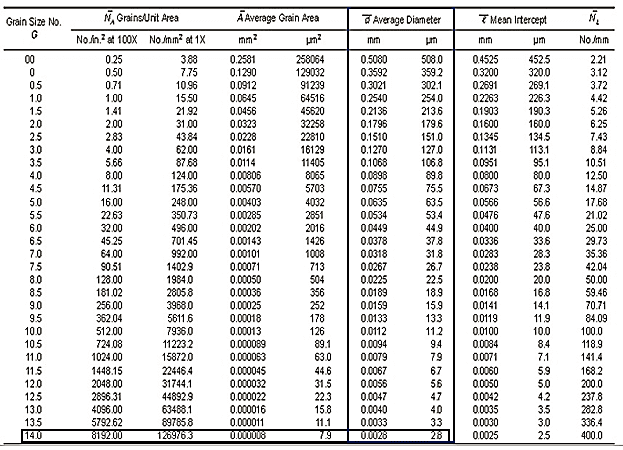 Grain Size No. G N̄A Grains/Unit Area Ā Average Grain Area d̄ Average Diameter ℓ̄ Mean Intercept N̄L
No./in.² at 100X No./mm² at 1X mm² µm² mm µm mm µm No./mm
00 0.25 3.88 0.2581 258064 0.5080 508.0 0.4525 452.5 2.21
0 0.50 7.75 0.1290 129032 0.3592 359.2 0.3200 320.0 3.12
0.5 0.71 10.96 0.0912 91239 0.3021 302.1 0.2691 269.1 3.72
1.0 1.00 15.50 0.0645 64516 0.2540 254.0 0.2263 226.3 4.42
1.5 1.41 21.92 0.0456 45620 0.2136 213.6 0.1903 190.3 5.26
2.0 2.00 31.00 0.0323 32258 0.1796 179.6 0.1600 160.0 6.25
2.5 2.83 43.84 0.0228 22810 0.1510 151.0 0.1345 134.5 7.43
3.0 4.00 62.00 0.0161 16129 0.1270 127.0 0.1131 113.1 8.84
3.5 5.66 87.68 0.0114 11405 0.1068 106.8 0.0951 95.1 10.51
4.0 8.00 124.00 0.00806 8065 0.0898 89.8 0.0800 80.0 12.50
4.5 11.31 175.36 0.00570 5703 0.0755 75.5 0.0673 67.3 14.87
5.0 16.00 248.00 0.00403 4032 0.0635 63.5 0.0566 56.6 17.68
5.5 22.63 350.73 0.00285 2851 0.0534 53.4 0.0476 47.6 21.02
6.0 32.00 496.00 0.00202 2016 0.0449 44.9 0.0400 40.0 25.00
6.5 45.25 701.45 0.00143 1426 0.0378 37.8 0.0336 33.6 29.73
7.0 64.00 992.00 0.00101 1008 0.0318 31.8 0.0283 28.3 35.36
7.5 90.51 1402.9 0.00071 713 0.0267 26.7 0.0238 23.8 42.04
8.0 128.00 1984.0 0.00050 504 0.0225 22.5 0.0200 20.0 50.00
8.5 181.02 2805.8 0.00036 356 0.0189 18.9 0.0168 16.8 59.46
9.0 256.00 3968.0 0.00025 252 0.0159 15.9 0.0141 14.1 70.71
9.5 362.04 5611.6 0.00018 178 0.0133 13.3 0.0119 11.9 84.09
10.0 512.00 7936.0 0.00013 126 0.0112 11.2 0.0100 10.0 100.0
10.5 724.08 11223.2 0.000089 89.1 0.0094 9.4 0.0084 8.4 118.9
11.0 1024.00 15872.0 0.000063 63.0 0.0079 7.9 0.0071 7.1 141.4
11.5 1448.15 22446.4 0.000045 44.6 0.0067 6.7 0.0060 5.9 168.2
12.0 2048.00 31744.1 0.000032 31.5 0.0056 5.6 0.0050 5.0 200.0
12.5 2896.31 44892.9 0.000022 22.3 0.0047 4.7 0.0042 4.2 237.8
13.0 4096.00 63488.1 0.000016 15.8 0.0040 4.0 0.0035 3.5 282.8
13.5 5792.62 89785.8 0.000011 11.1 0.0033 3.3 0.0030 3.0 336.4
14.0 8192.00 126976.3 0.000008 7.9 0.0028 2.8 0.0025 2.5 400.0